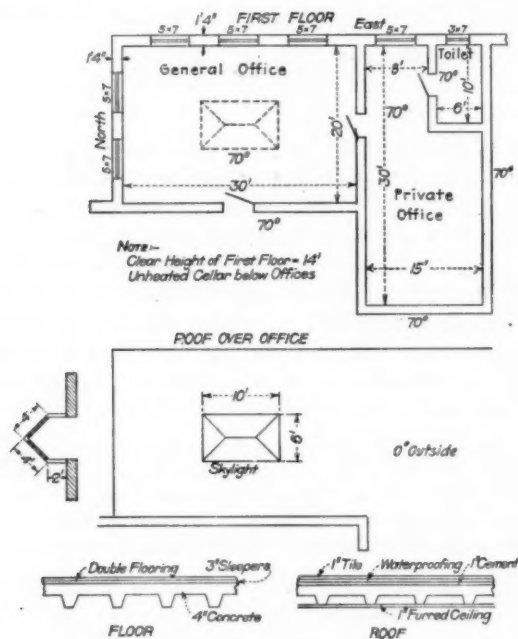 FIRST FLOOR
East
1'4"
5=7
5=7
5=7
5=7
3=7
Toilet
1'4"
General Office
8'
70°
10'
5=7
North
5=7
70°
20'
70°
6'
30'
30'
70°
Private
Office
70°
15'
70°
NOTE:-
Clear Height of First Floor = 14'
Unheated Cellar below Offices
ROOF OVER OFFICE
10'
6'
Skylight
4'
4'
2'
0° Outside
Double Flooring
3" Sleepers
4" Concrete
FLOOR
1" Tile
Waterproofing
1" Cement
1" Furred Ceiling
ROOF